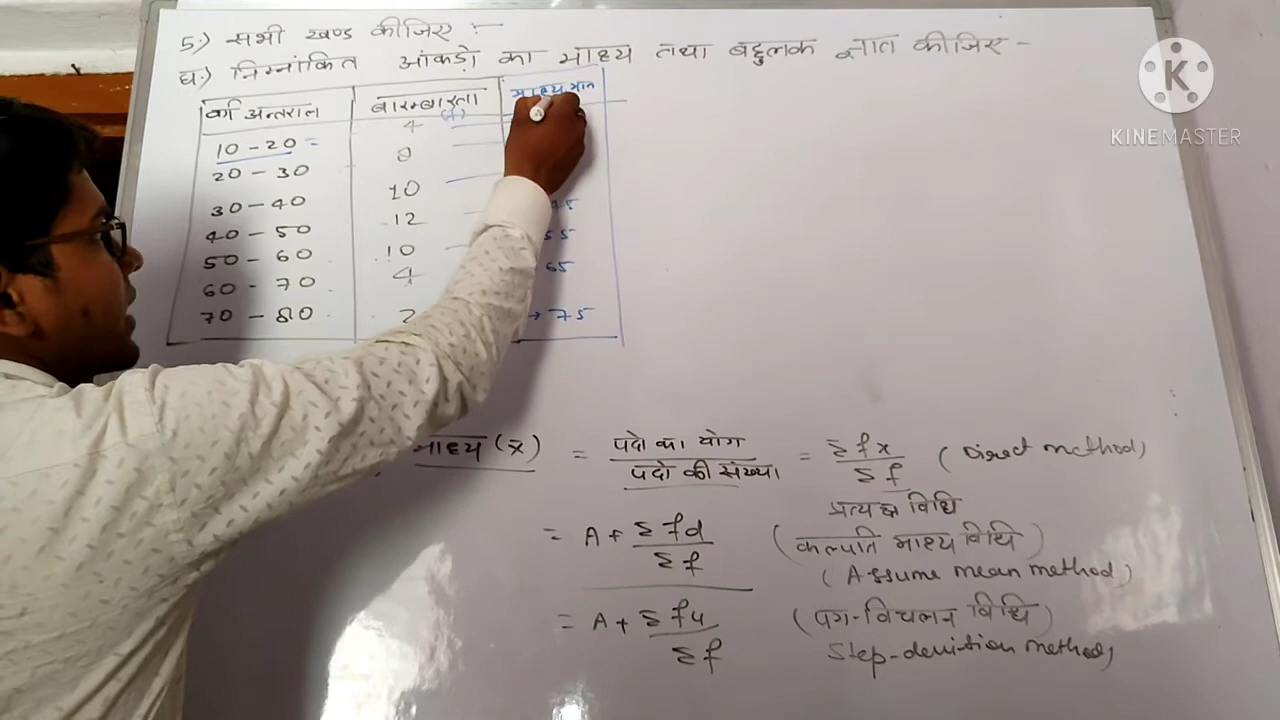 5.) सभी खण्ड कीजिए :-
घ.) निम्नांकित आंकड़ो का माध्य तथा बहुलक ज्ञात कीजिए -
वर्ग अन्तराल बारम्बारता (f) माध्य मान
10 - 20 = 4
20 - 30 8
30 - 40 10
40 - 50 12 45
50 - 60 10 55
60 - 70 4 65
70 - 80 2 → 75
माध्य (x̄) = पदो का योग / पदो की संख्या = Σfx / Σf (Direct method)
प्रत्यक्ष विधि
= A + Σfd / Σf (कल्पति माध्य विधि)
(Assume mean method)
= A + Σfu / Σf (पग-विचलन विधि)
Step-devition method)
K
KINEMASTER